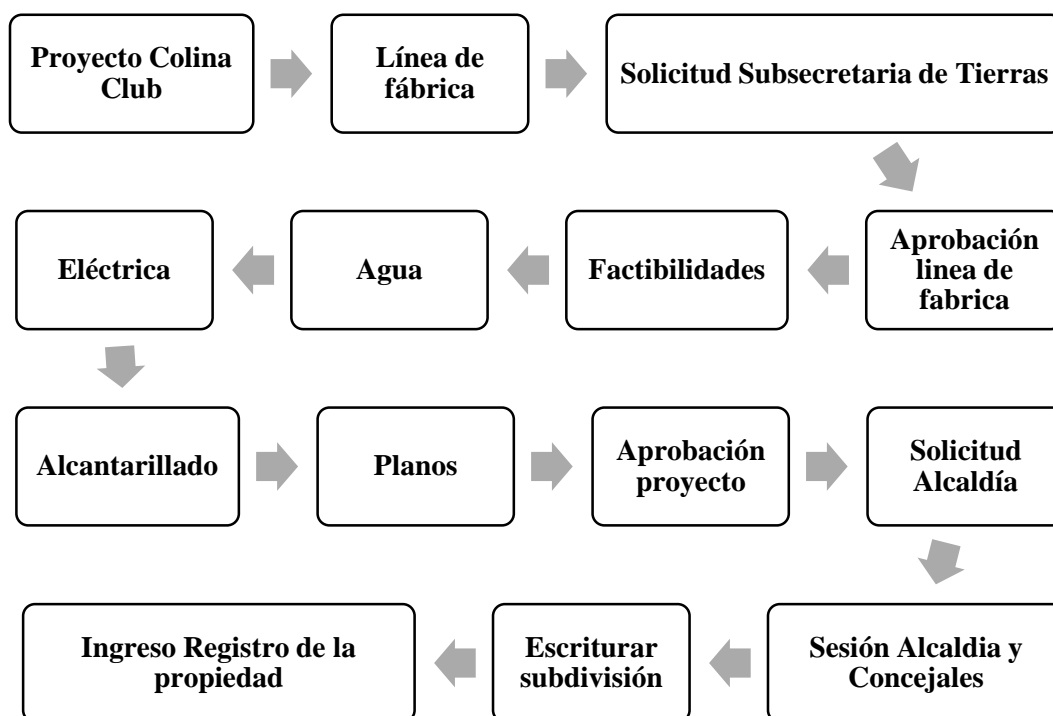 Proyecto Colina
Club
Línea de
fábrica
Solicitud Subsecretaria de Tierras
Aprobación
linea de
fabrica
Factibilidades
Agua
Eléctrica
Alcantarillado
Planos
Aprobación
proyecto
Solicitud
Alcaldía
Sesión Alcaldia y
Concejales
Escriturar
subdivisión
Ingreso Registro de la
propiedad